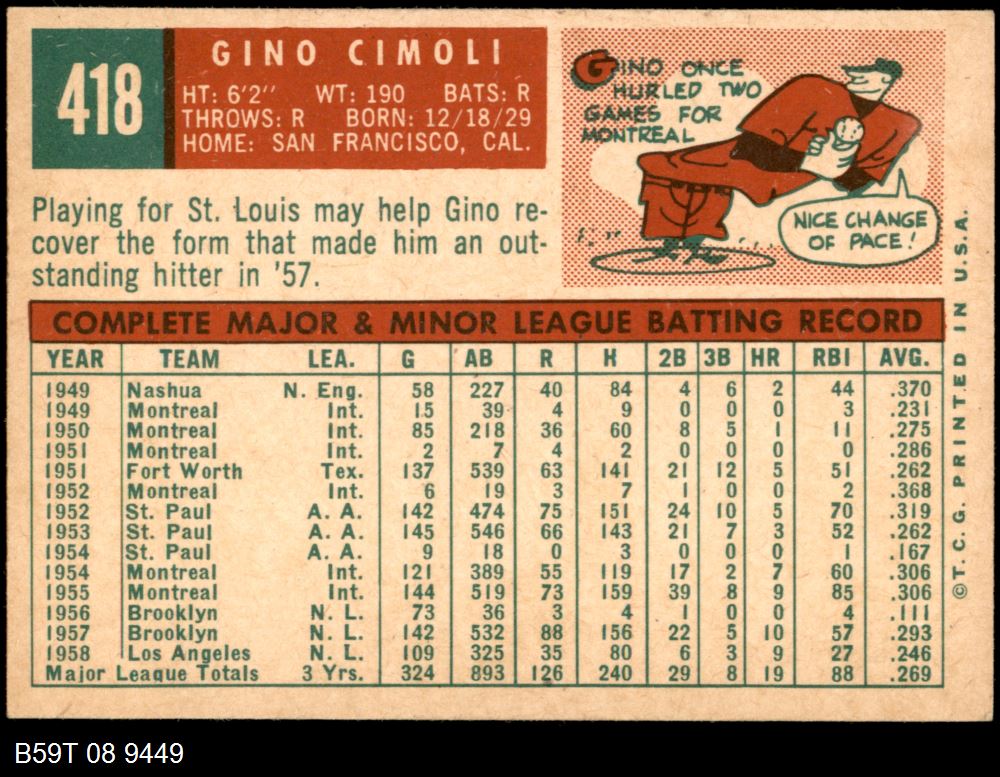 418
GINO CIMOLI
HT: 6'2" WT: 190 BATS: R
THROWS: R BORN: 12/18/29
HOME: SAN FRANCISCO, CAL.
GINO ONCE
HURLED TWO
GAMES FOR
MONTREAL
NICE CHANGE
OF PACE!
Playing for St. Louis may help Gino re-
cover the form that made him an out-
standing hitter in '57.
COMPLETE MAJOR & MINOR LEAGUE BATTING RECORD
YEAR TEAM LEA. G AB R H 2B 3B HR RBI AVG.
1949 Nashua N. Eng. 58 227 40 84 4 6 2 44 .370
1949 Montreal Int. 15 39 4 9 0 0 0 3 .231
1950 Montreal Int. 85 218 36 60 8 5 1 11 .275
1951 Montreal Int. 2 7 4 2 0 0 0 0 .286
1951 Fort Worth Tex. 137 539 63 141 21 12 5 51 .262
1952 Montreal Int. 6 19 3 7 1 0 0 2 .368
1952 St. Paul A. A. 142 474 75 151 24 10 5 70 .319
1953 St. Paul A. A. 145 546 66 143 21 7 3 52 .262
1954 St. Paul A. A. 9 18 0 3 0 0 0 1 .167
1954 Montreal Int. 121 389 55 119 17 2 7 60 .306
1955 Montreal Int. 144 519 73 159 39 8 9 85 .306
1956 Brooklyn N. L. 73 36 3 4 1 0 0 4 .111
1957 Brooklyn N. L. 142 532 88 156 22 5 10 57 .293
1958 Los Angeles N. L. 109 325 35 80 6 3 9 27 .246
Major League Totals 3 Yrs. 324 893 126 240 29 8 19 88 .269
©T. C. G. PRINTED IN U.S.A.
B59T 08 9449